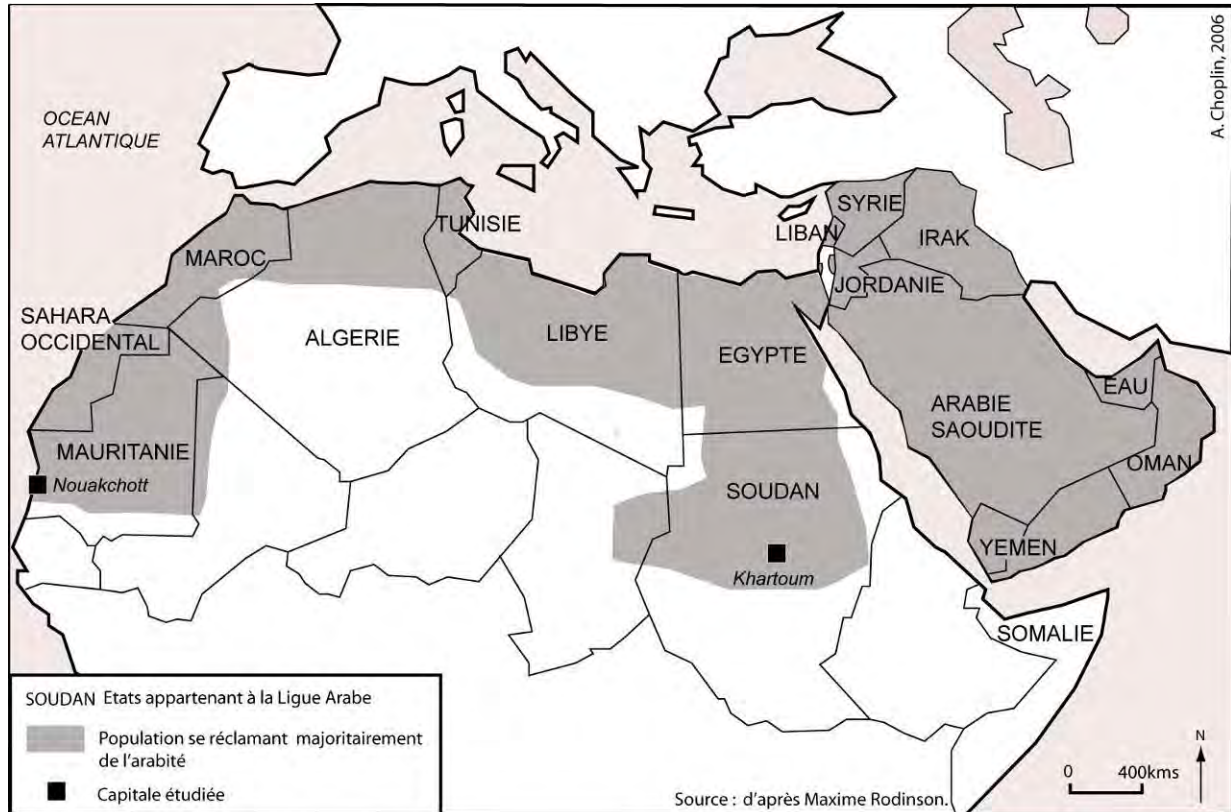 OCEAN
ATLANTIQUE
A. Choplin, 2006
SYRIE
TUNISIE
LIBAN
IRAK
MAROC
JORDANIE
SAHARA
OCCIDENTAL
ALGERIE
LIBYE
EGYPTE
EAU
ARABIE
SAOUDITE
MAURITANIE
OMAN
Nouakchott
SOUDAN
YEMEN
Khartoum
SOMALIE
SOUDAN Etats appartenant à la Ligue Arabe
Population se réclamant majoritairement
de l'arabité
Capitale étudiée
Source : d'après Maxime Rodinson.
0 400kms
N